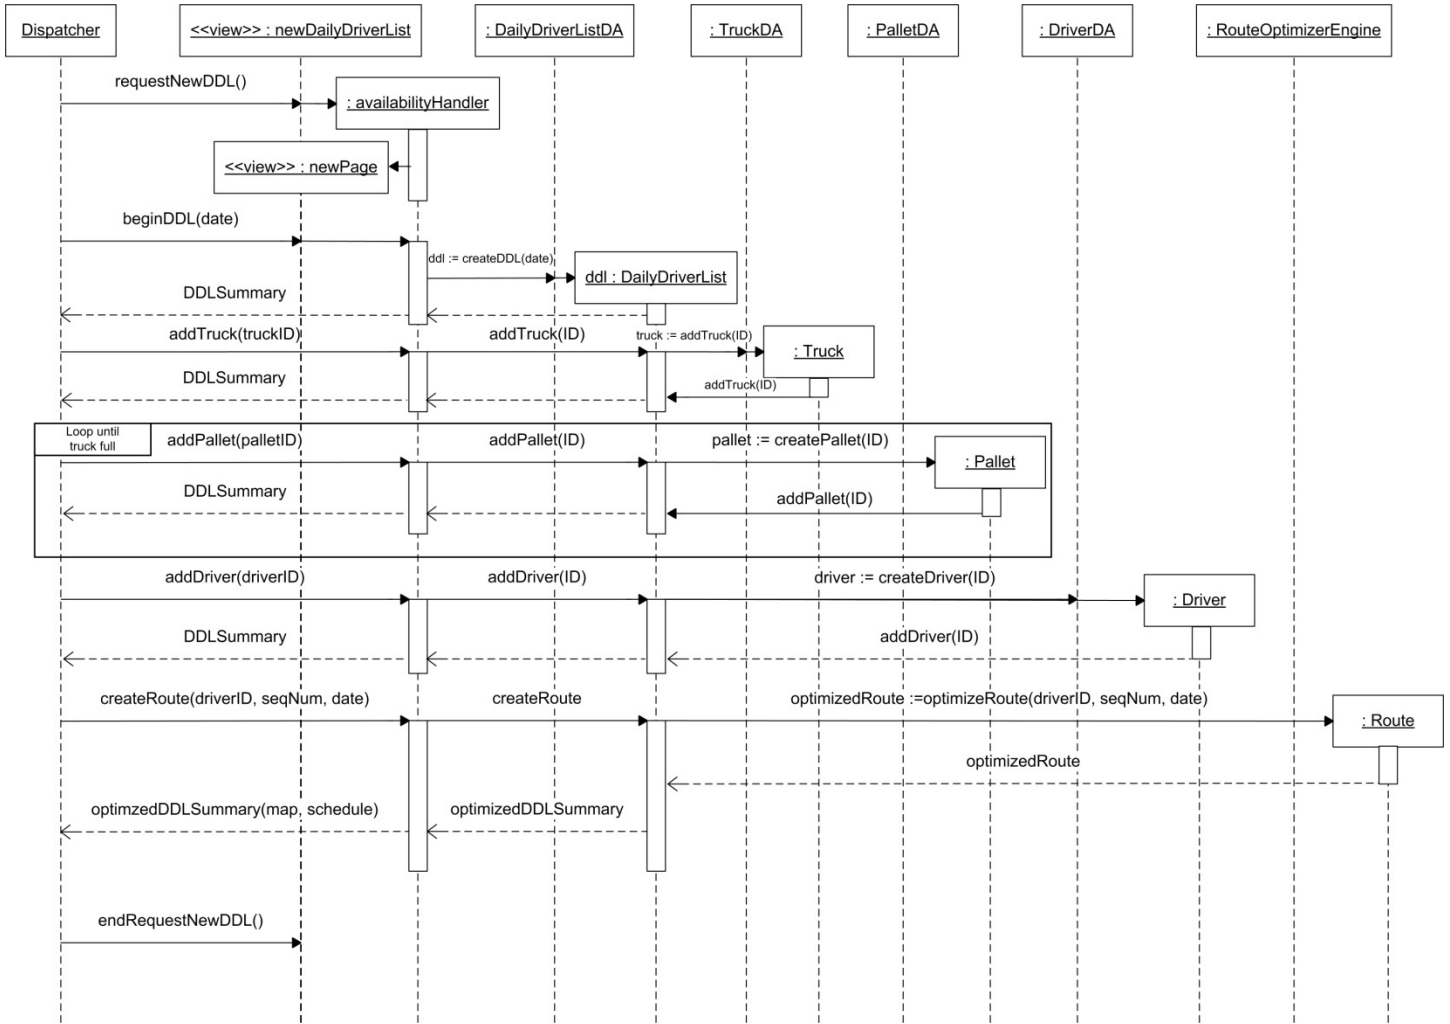 Dispatcher
<<view>> : newDailyDriverList
: DailyDriverListDA
: TruckDA
: PalletDA
: DriverDA
: RouteOptimizerEngine
requestNewDDL()
: availabilityHandler
<<view>> : newPage
beginDDL(date)
ddl := createDDL(date)
ddl : DailyDriverList
DDLSummary
addTruck(truckID)
addTruck(ID)
truck := addTruck(ID)
: Truck
DDLSummary
addTruck(ID)
Loop until
truck full
addPallet(palletID)
addPallet(ID)
pallet := createPallet(ID)
: Pallet
DDLSummary
addPallet(ID)
addDriver(driverID)
addDriver(ID)
driver := createDriver(ID)
: Driver
DDLSummary
addDriver(ID)
createRoute(driverID, seqNum, date)
createRoute
optimizedRoute :=optimizeRoute(driverID, seqNum, date)
: Route
optimizedRoute
optimzedDDLSummary(map, schedule)
optimizedDDLSummary
endRequestNewDDL()